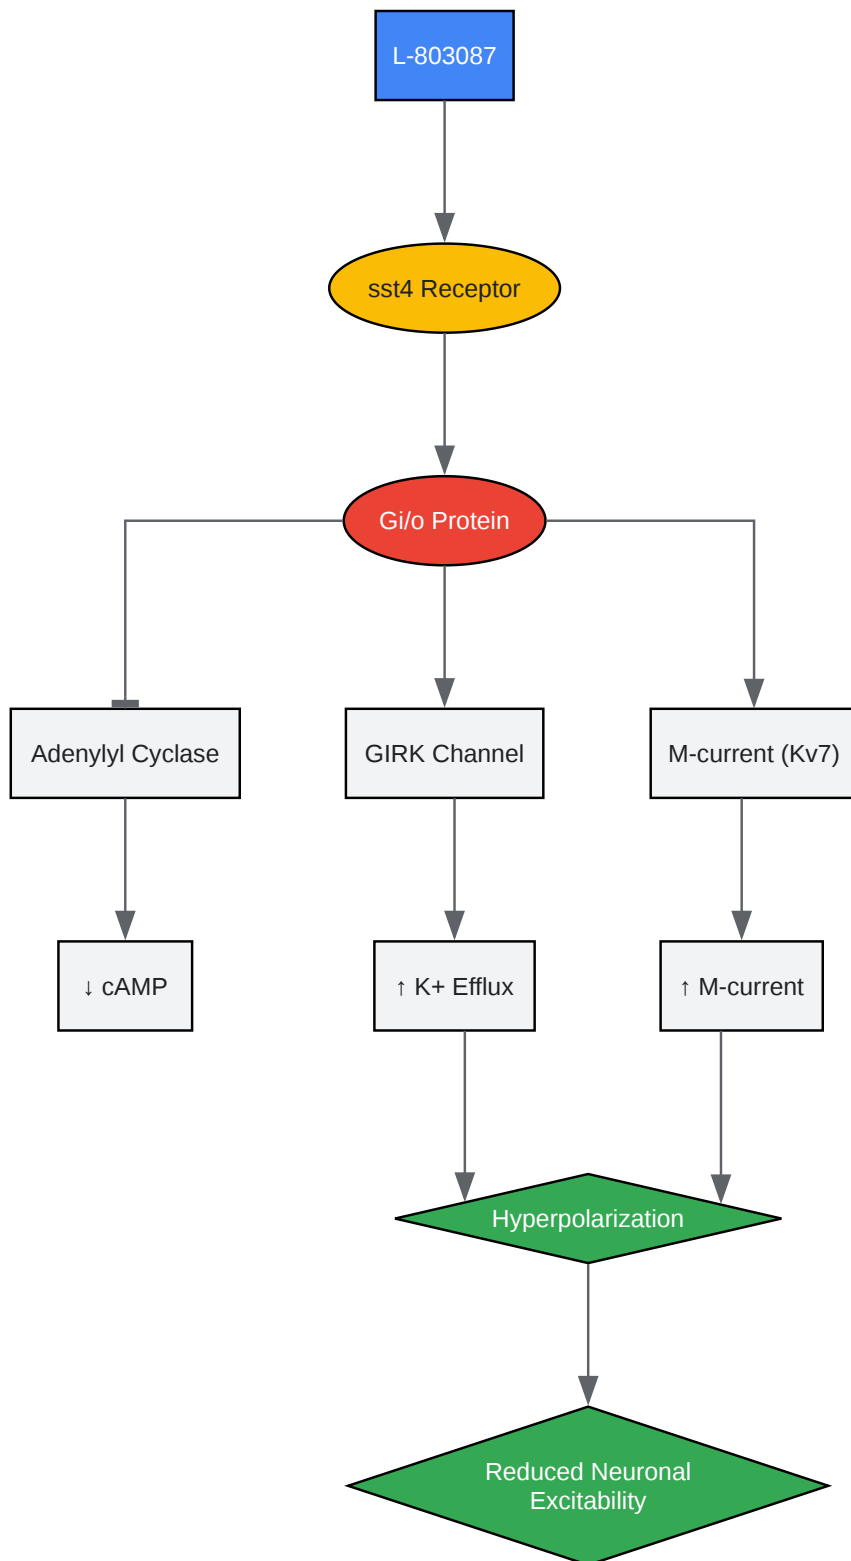 L-803087
sst4 Receptor
Gi/o Protein
Adenylyl Cyclase
GIRK Channel
M-current (Kv7)
↓ cAMP
↑ K+ Efflux
↑ M-current
Hyperpolarization
Reduced Neuronal
Excitability